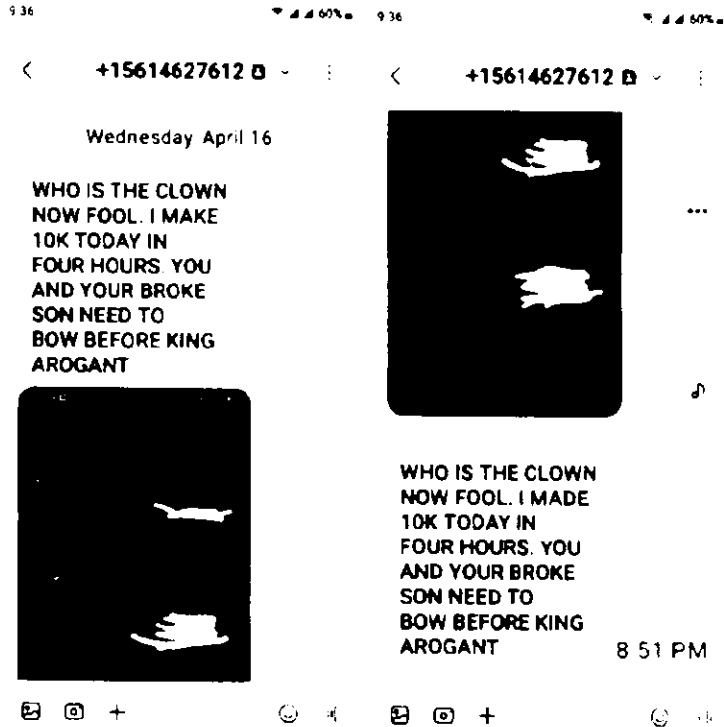 9 36
60%
+15614627612
Wednesday April 16
WHO IS THE CLOWN
NOW FOOL. I MAKE
10K TODAY IN
FOUR HOURS. YOU
AND YOUR BROKE
SON NEED TO
BOW BEFORE KING
AROGANT
9 36
60%
+15614627612
WHO IS THE CLOWN
NOW FOOL. I MADE
10K TODAY IN
FOUR HOURS. YOU
AND YOUR BROKE
SON NEED TO
BOW BEFORE KING
AROGANT
8 51 PM